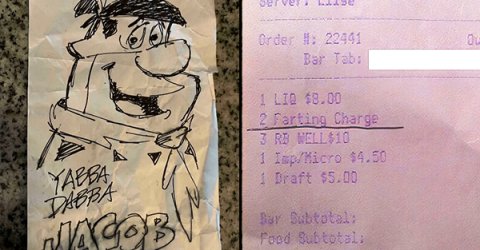 YABBA
DABBA
JACOB
Server: Elise
Order #: 22441
Bar Tab:
1 LIQ $8.00
2 Farting Charge
3 RB WELL$10
1 Imp/Micro $4.50
1 Draft $5.00
Bar Subtotal:
Food Subtotal: